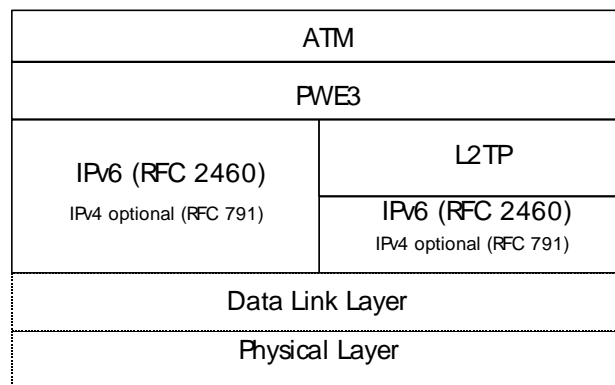 ATM
PWE3
IPv6 (RFC 2460)
IPv4 optional (RFC 791)
L2TP
IPv6 (RFC 2460)
IPv4 optional (RFC 791)
Data Link Layer
Physical Layer